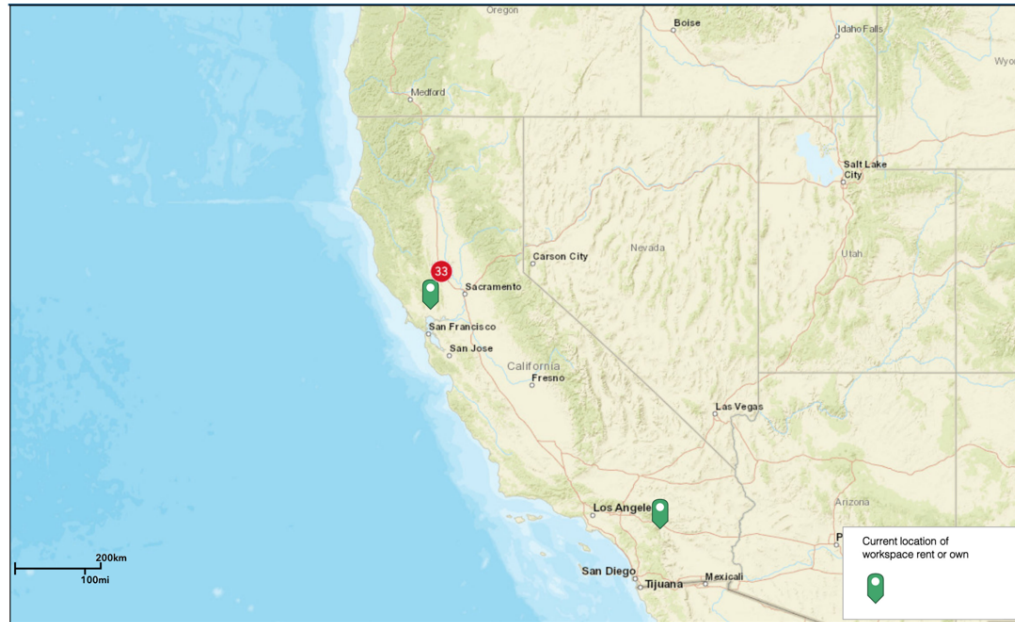 Oregon
Boise
Idaho Falls
Wyo
Medford
Salt Lake
City
Carson City
Nevada
Utah
33
Sacramento
San Francisco
San Jose
California
Fresno
Las Vegas
Los Angele
Arizona
P
Current location of
workspace rent or own
200km
100mi
San Diego
Tijuana
Mexicali